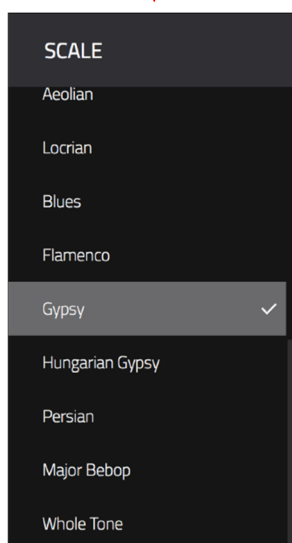 SCALE
Aeolian
Locrian
Blues
Flamenco
Gypsy
Hungarian Gypsy
Persian
Major Bebop
Whole Tone